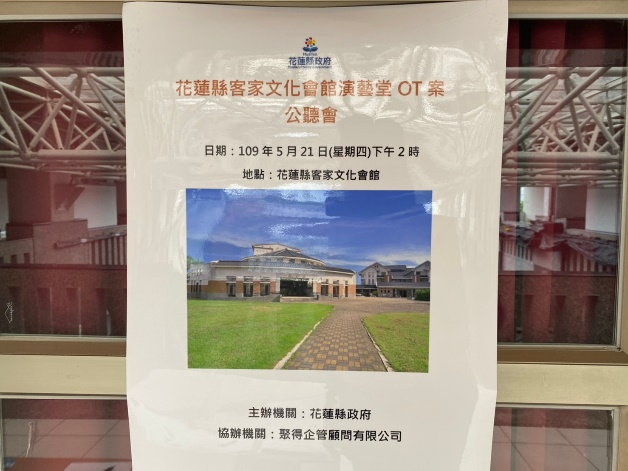 花蓮縣政府
花蓮縣客家文化會館演藝堂 OT 案
公聽會
日期：109 年 5 月 21 日(星期四)下午 2 時
地點：花蓮縣客家文化會館
主辦機關：花蓮縣政府
協辦機關：聚得企管顧問有限公司